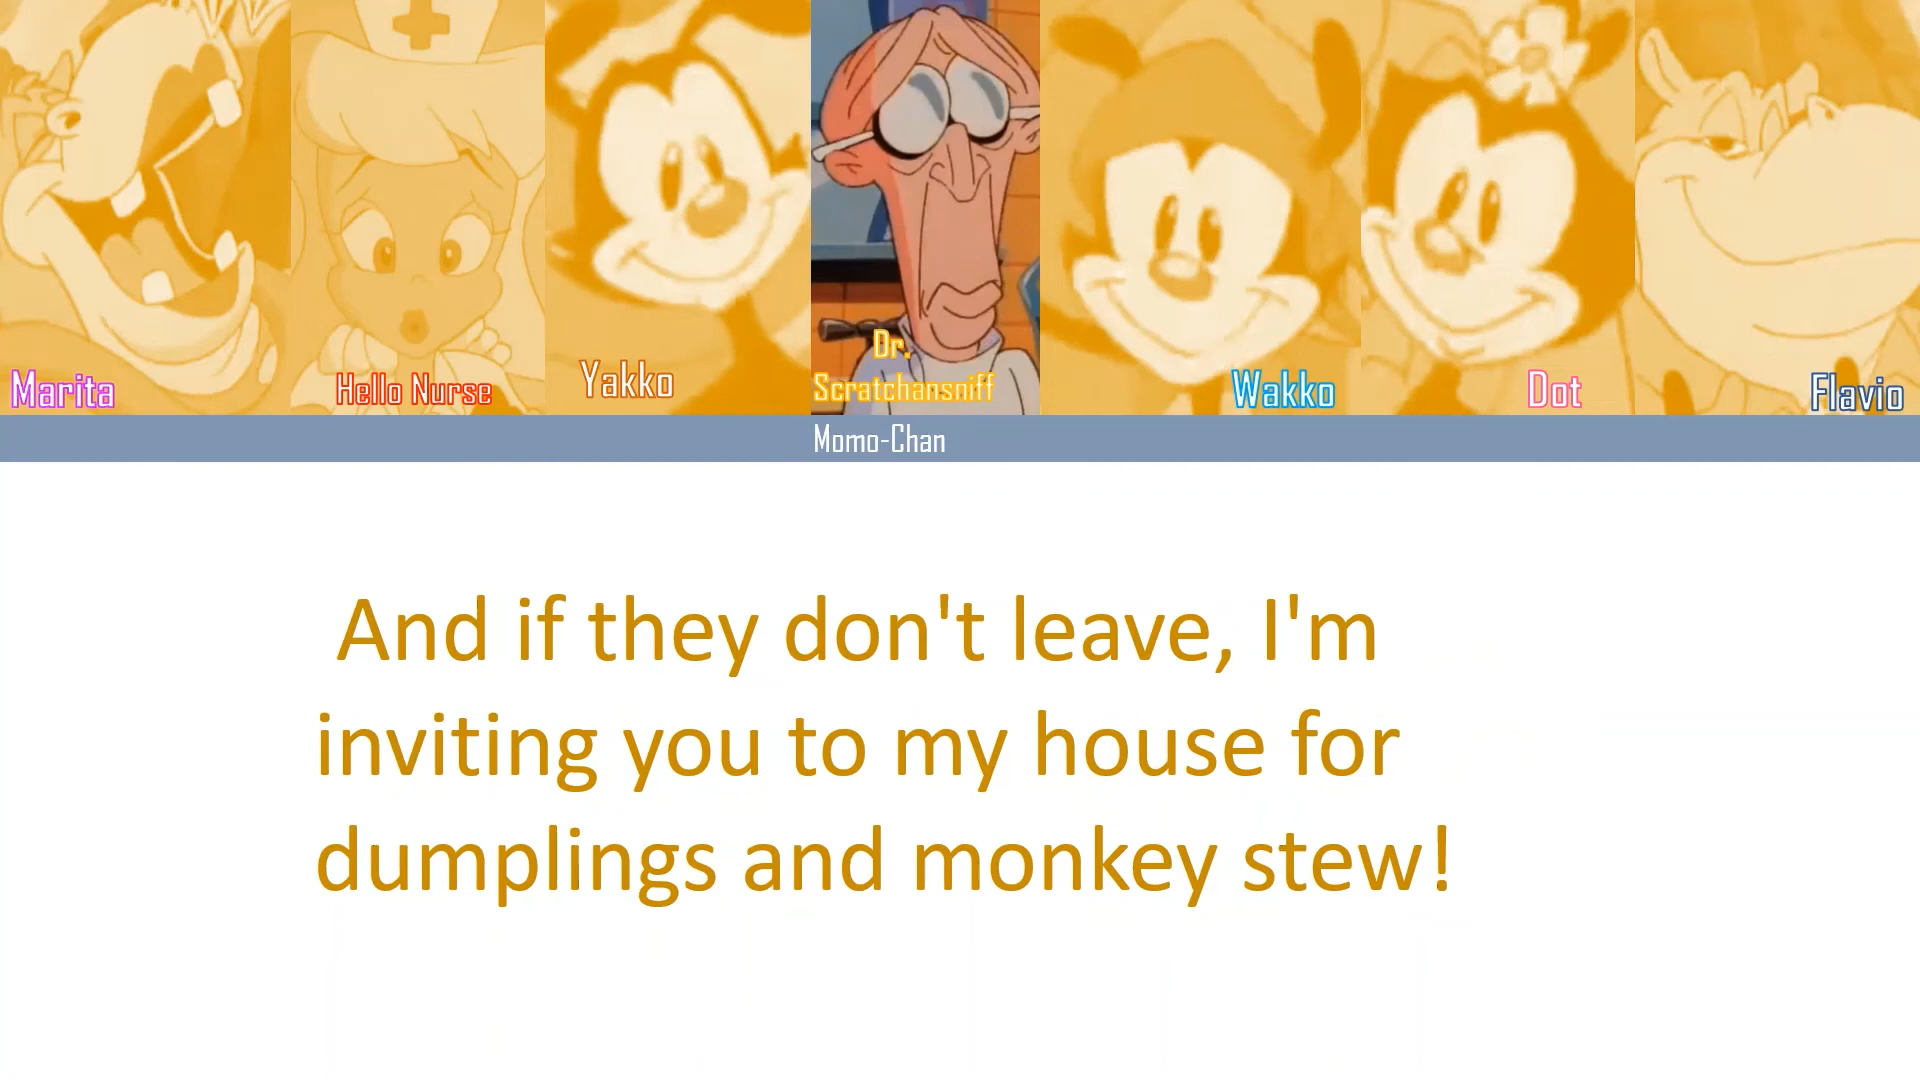 Marita
Hello Nurse
Yakko
Dr.
Scratchansniff
Wakko
Dot
Flavio
Momo-Chan
And if they don't leave, I'm
inviting you to my house for
dumplings and monkey stew!